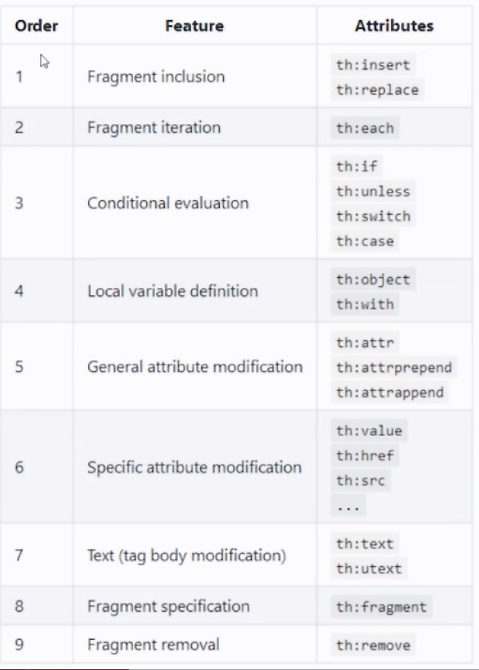 Order Feature Attributes
1 Fragment inclusion th:insert
th:replace
2 Fragment iteration th:each
3 Conditional evaluation th:if
th:unless
th:switch
th:case
4 Local variable definition th:object
th:with
5 General attribute modification th:attr
th:attrprepend
th:attrappend
6 Specific attribute modification th:value
th:href
th:src
...
7 Text (tag body modification) th:text
th:utext
8 Fragment specification th:fragment
9 Fragment removal th:remove